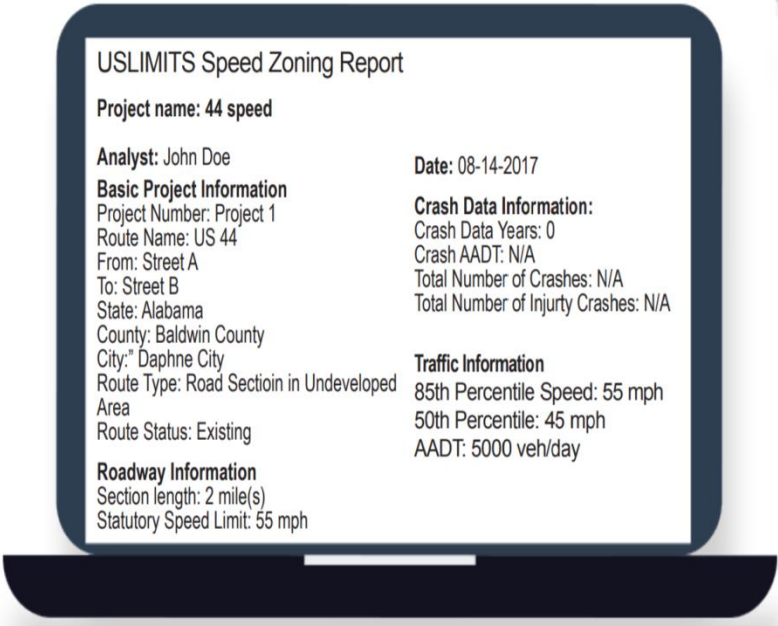 USLIMITS Speed Zoning Report
Project name: 44 speed
Analyst: John Doe
Basic Project Information
Project Number: Project 1
Route Name: US 44
From: Street A
To: Street B
State: Alabama
County: Baldwin County
City:” Daphne City
Route Type: Road Sectioin in Undeveloped
Area
Route Status: Existing
Roadway Information
Section length: 2 mile(s)
Statutory Speed Limit: 55 mph
Date: 08-14-2017
Crash Data Information:
Crash Data Years: 0
Crash AADT: N/A
Total Number of Crashes: N/A
Total Number of Injurty Crashes: N/A
Traffic Information
85th Percentile Speed: 55 mph
50th Percentile: 45 mph
AADT: 5000 veh/day